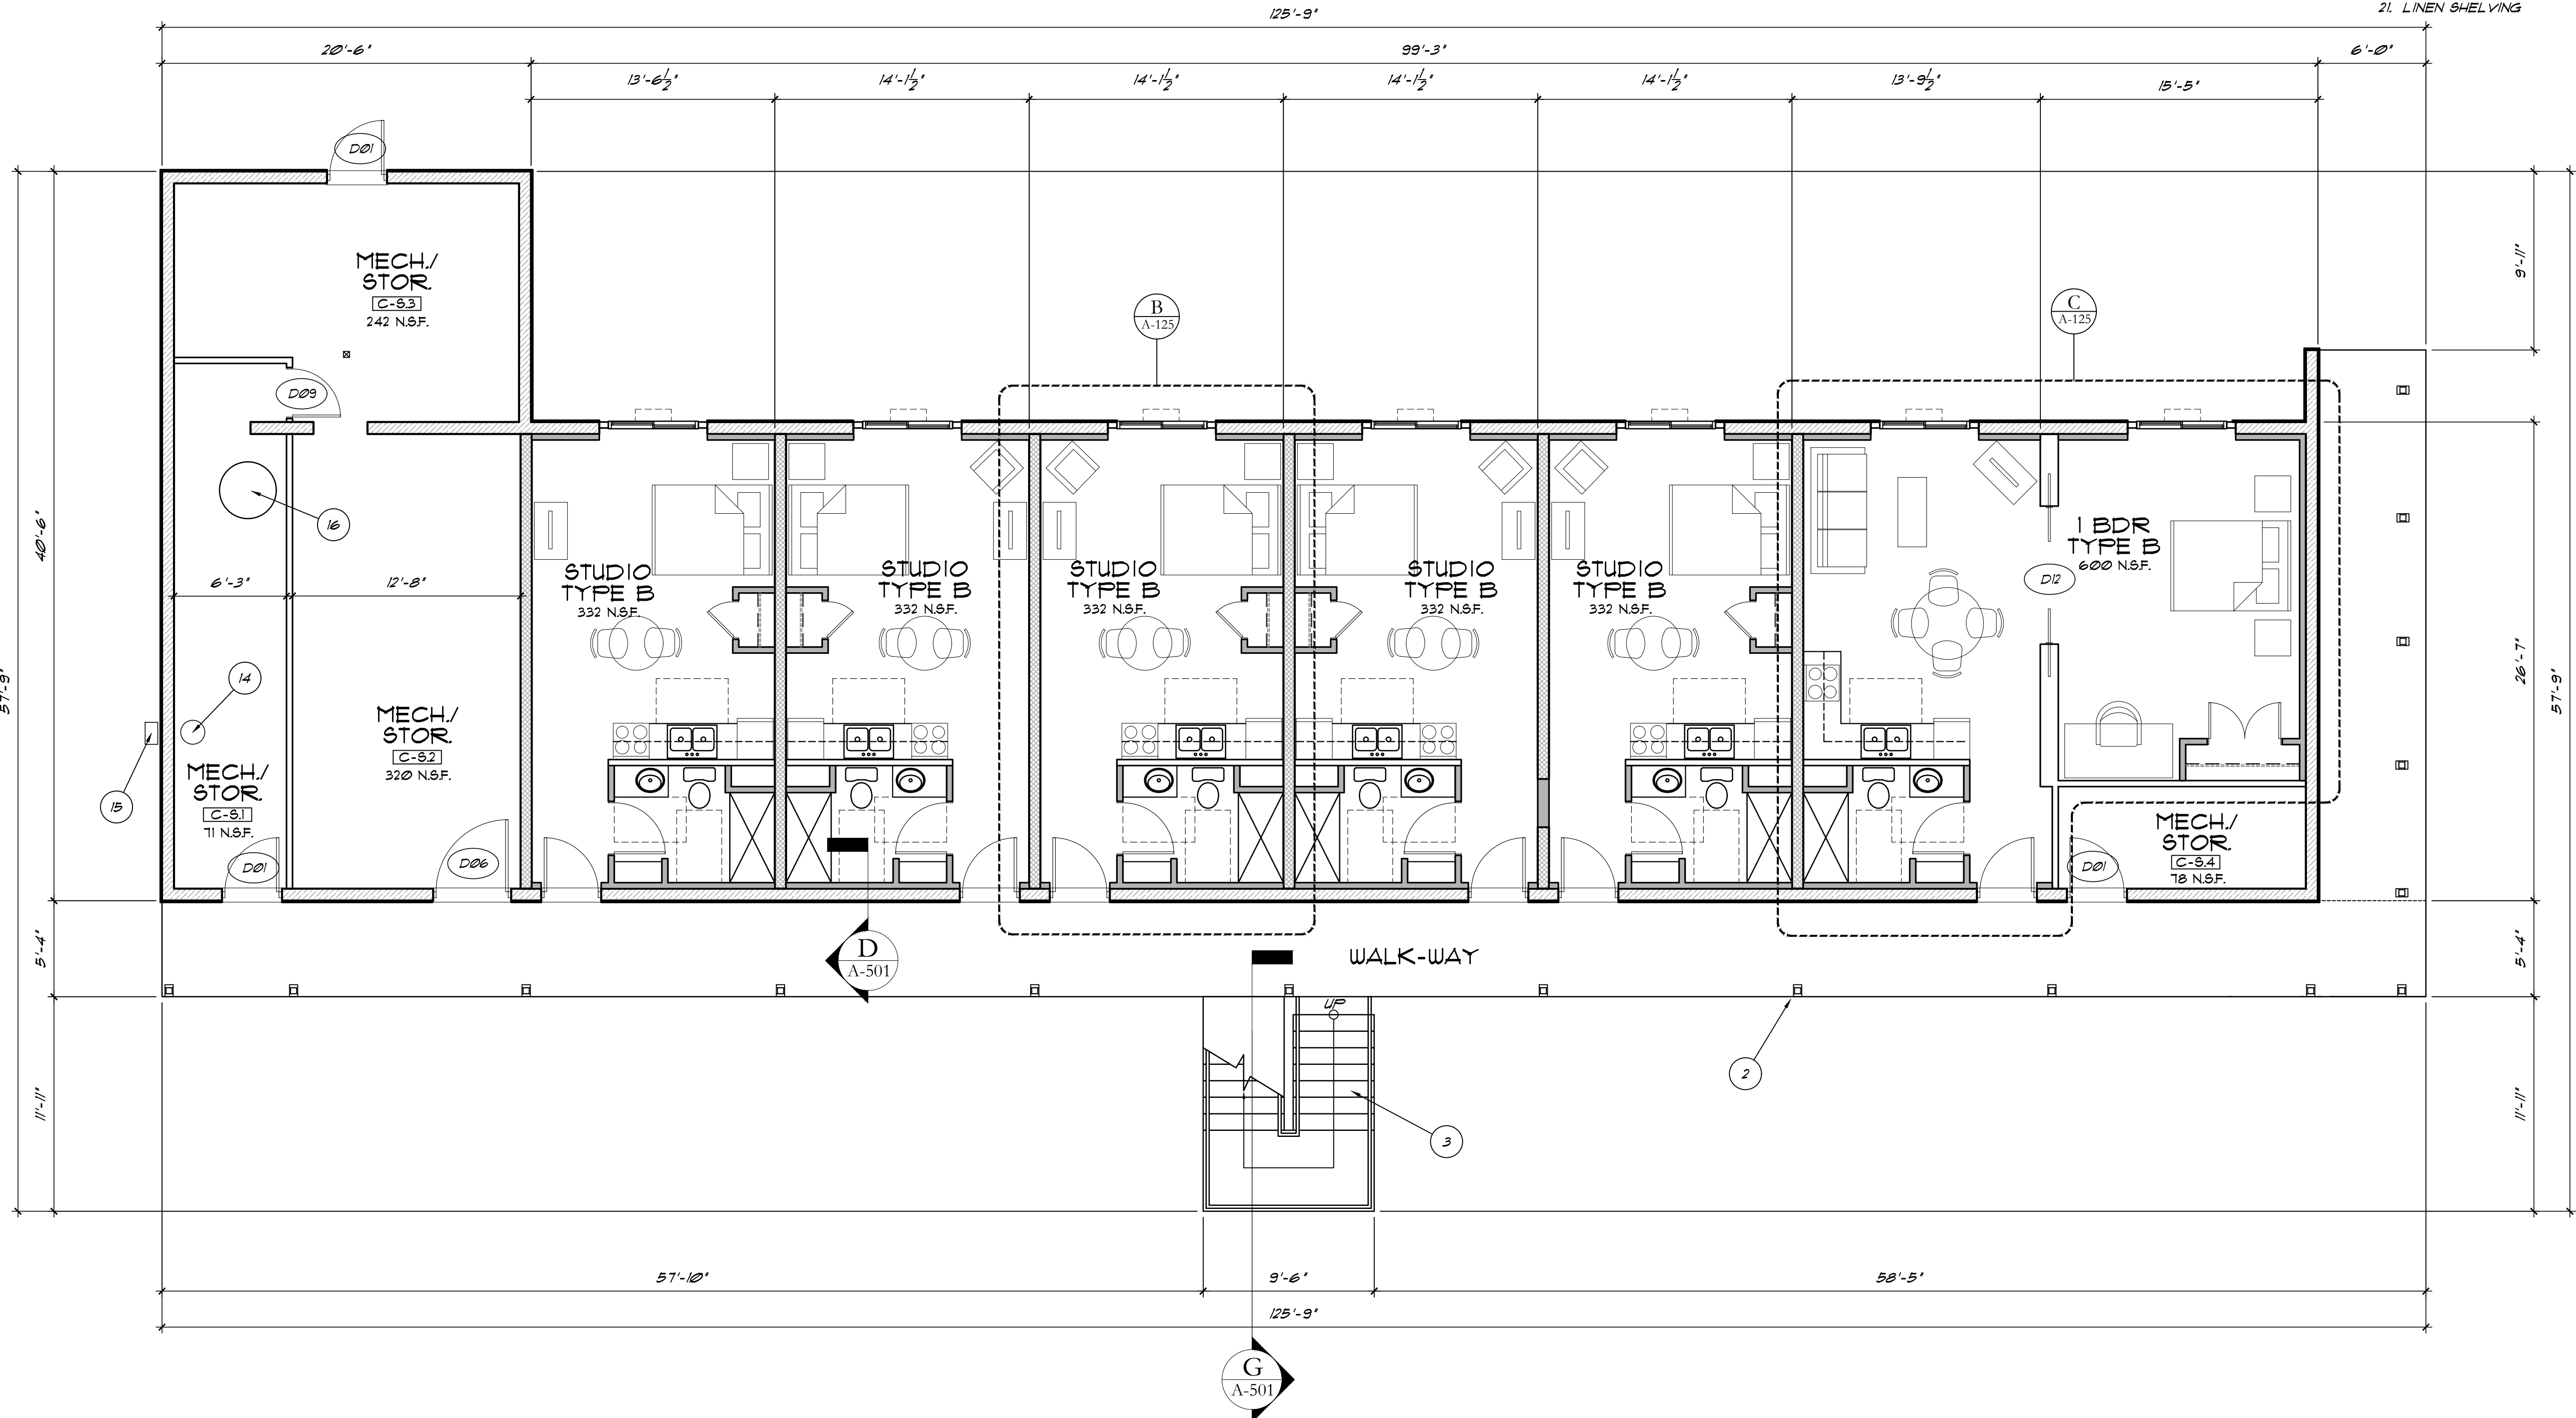 21. LINEN SHELVING
125'-9"
20'-6"
99'-3"
6'-0"
13'-6 1/2"
14'-1 1/2"
14'-1 1/2"
14'-1 1/2"
14'-1 1/2"
13'-9 1/2"
15'-5"
D01
MECH./
STOR.
C-S.3
242 N.S.F.
9'-11"
B
A-125
C
A-125
D09
16
40'-6"
57'-9"
6'-3"
12'-8"
STUDIO
TYPE B
332 N.S.F.
STUDIO
TYPE B
332 N.S.F.
STUDIO
TYPE B
332 N.S.F.
STUDIO
TYPE B
332 N.S.F.
STUDIO
TYPE B
332 N.S.F.
1 BDR
TYPE B
600 N.S.F.
D12
26'-7"
57'-9"
14
15
MECH./
STOR.
C-S.2
320 N.S.F.
MECH./
STOR.
C-S.1
71 N.S.F.
D01
D06
MECH./
STOR.
C-S.4
78 N.S.F.
D01
5'-4"
D
A-501
WALK-WAY
5'-4"
UP
2
3
11'-11"
11'-11"
57'-10"
9'-6"
58'-5"
125'-9"
G
A-501